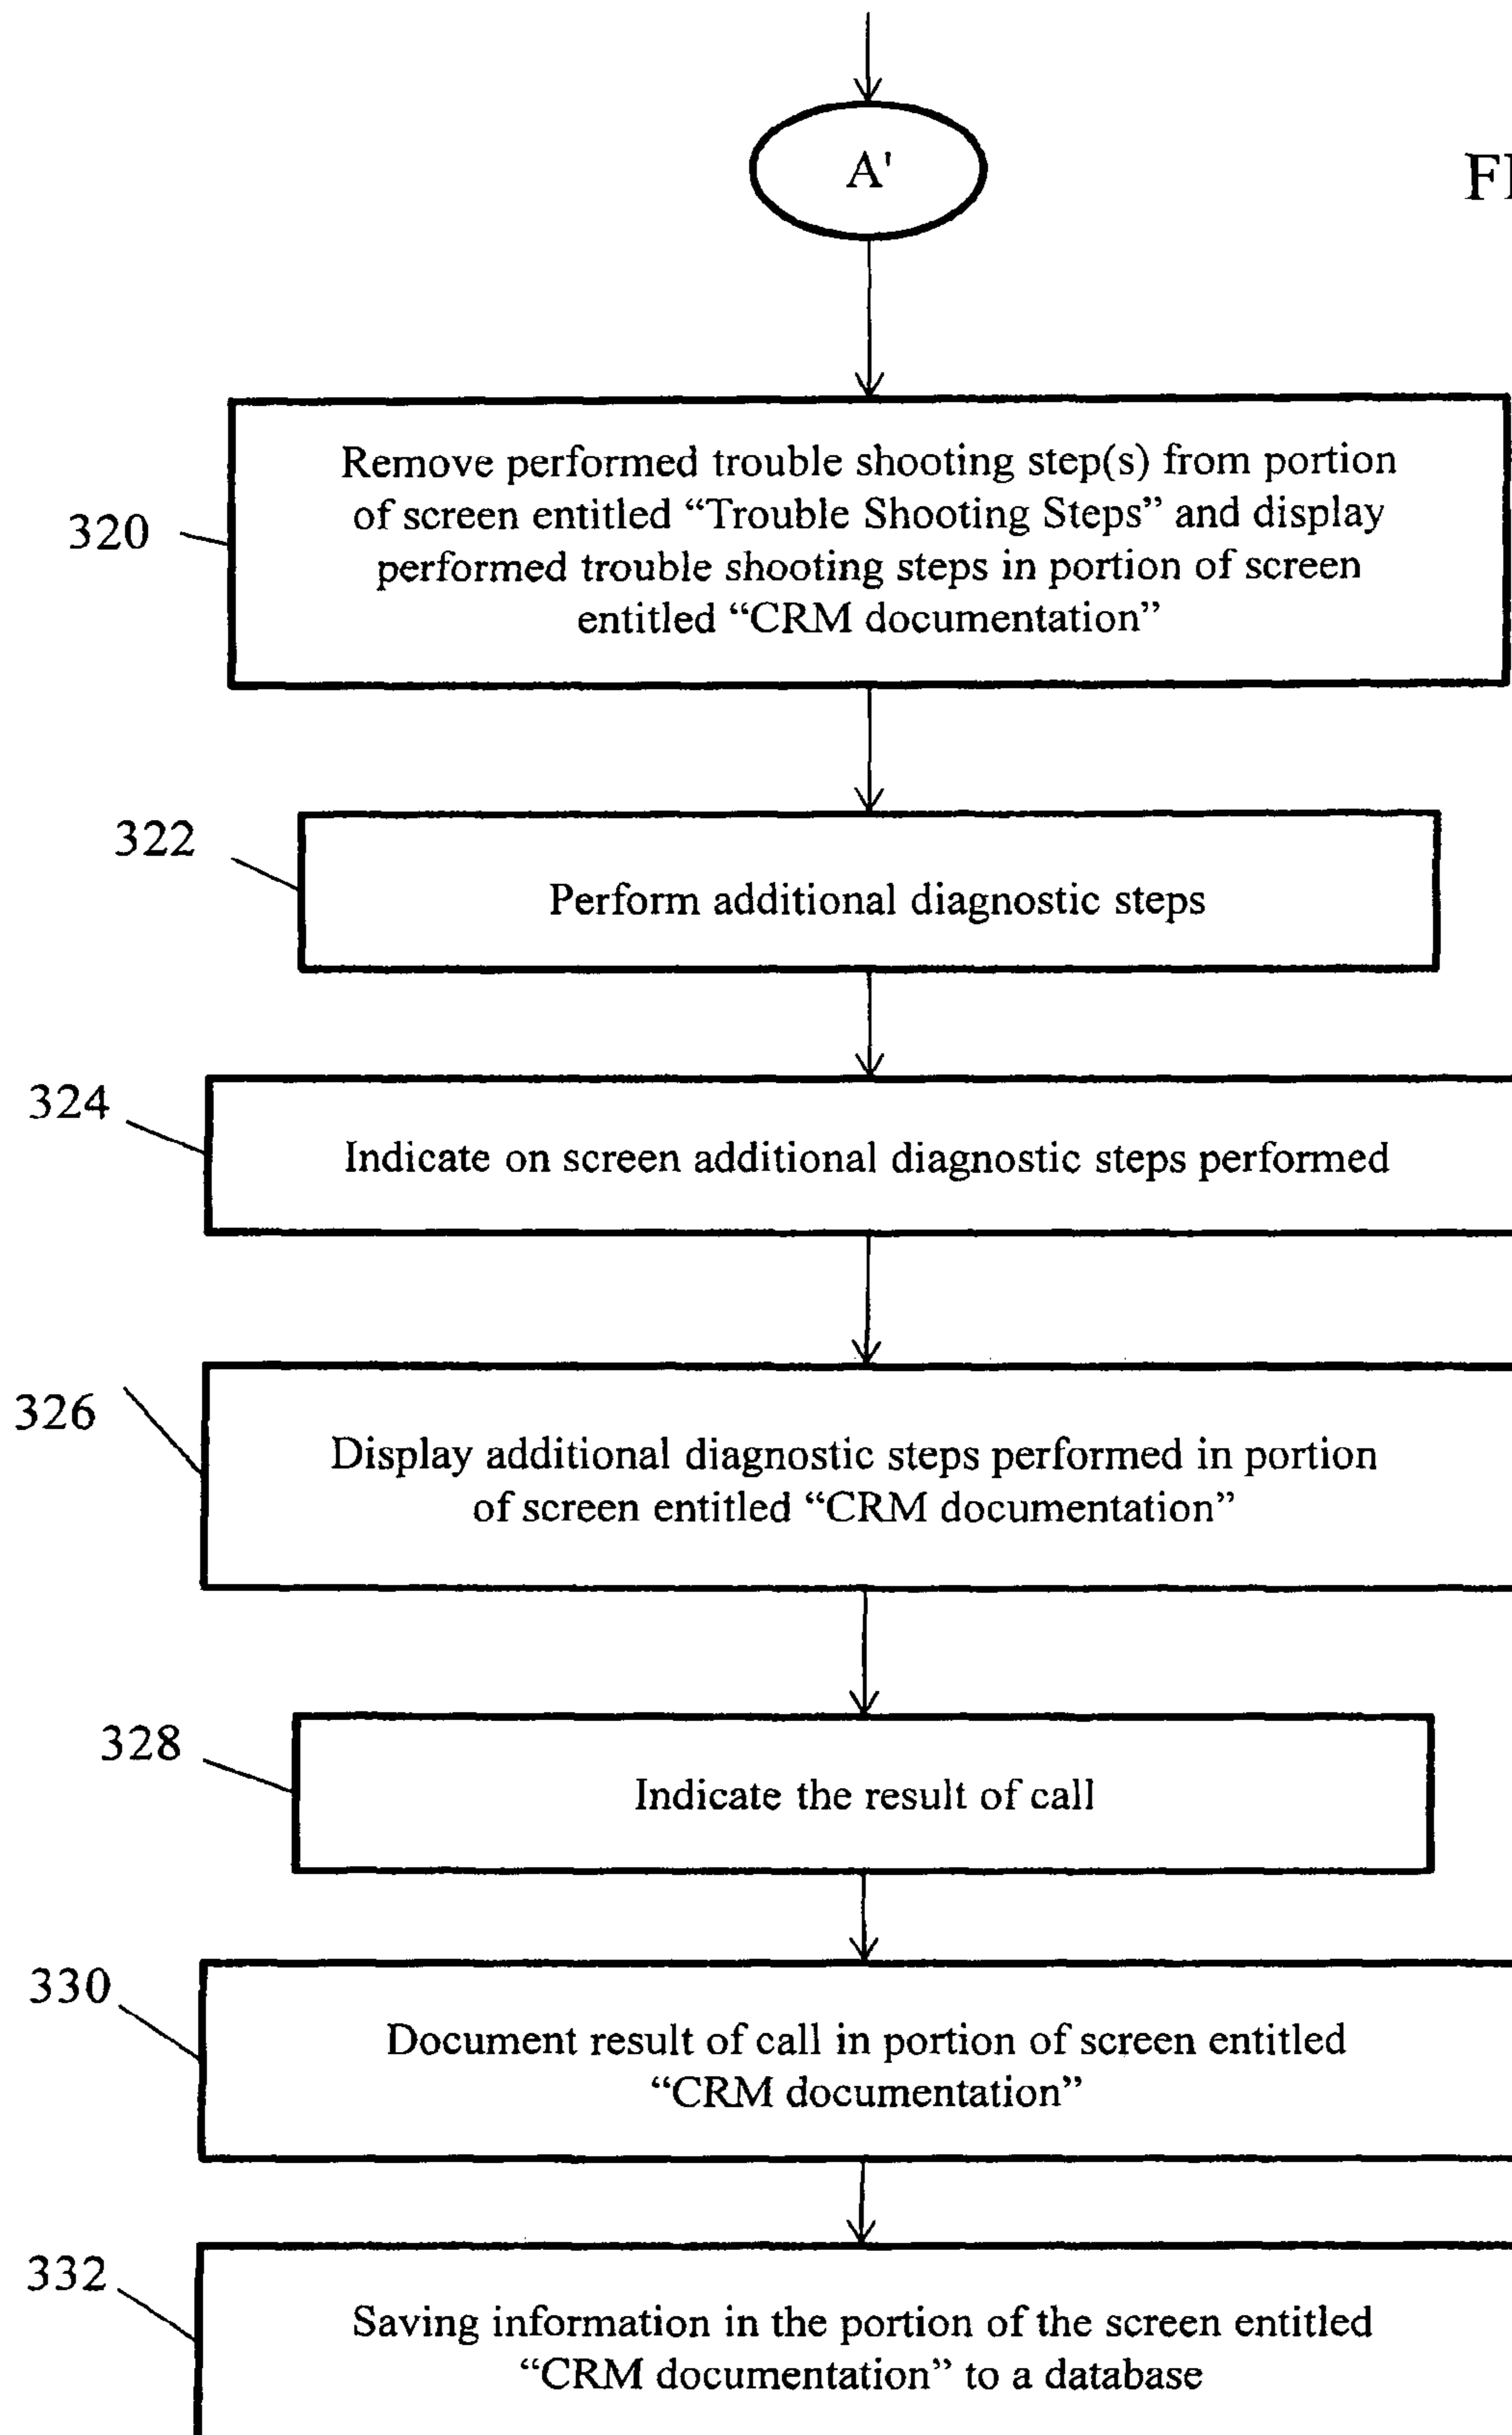 A'
FI
320
Remove performed trouble shooting step(s) from portion
of screen entitled “Trouble Shooting Steps” and display
performed trouble shooting steps in portion of screen
entitled “CRM documentation”
322
Perform additional diagnostic steps
324
Indicate on screen additional diagnostic steps performed
326
Display additional diagnostic steps performed in portion
of screen entitled “CRM documentation”
328
Indicate the result of call
330
Document result of call in portion of screen entitled
“CRM documentation”
332
Saving information in the portion of the screen entitled
“CRM documentation” to a database